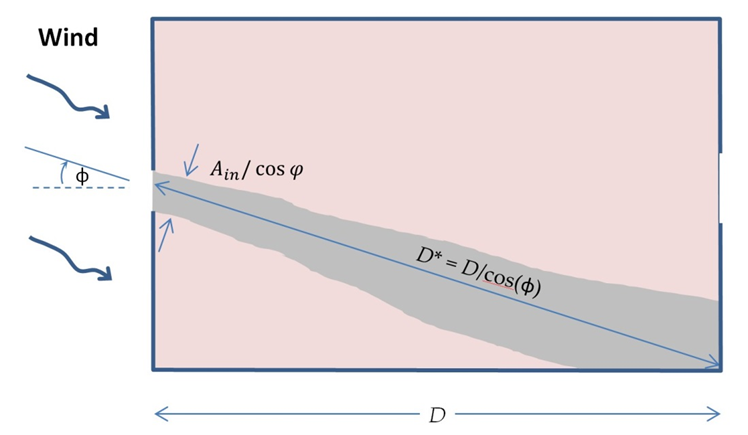 Wind
A_in / cos φ
ϕ
D* = D/cos(ϕ)
D